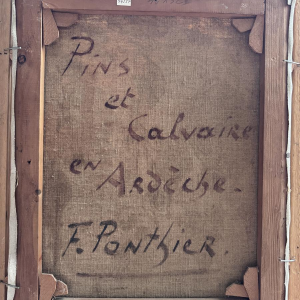 Pins
et
Calvaire
en Ardèche.
F. Ponthier.